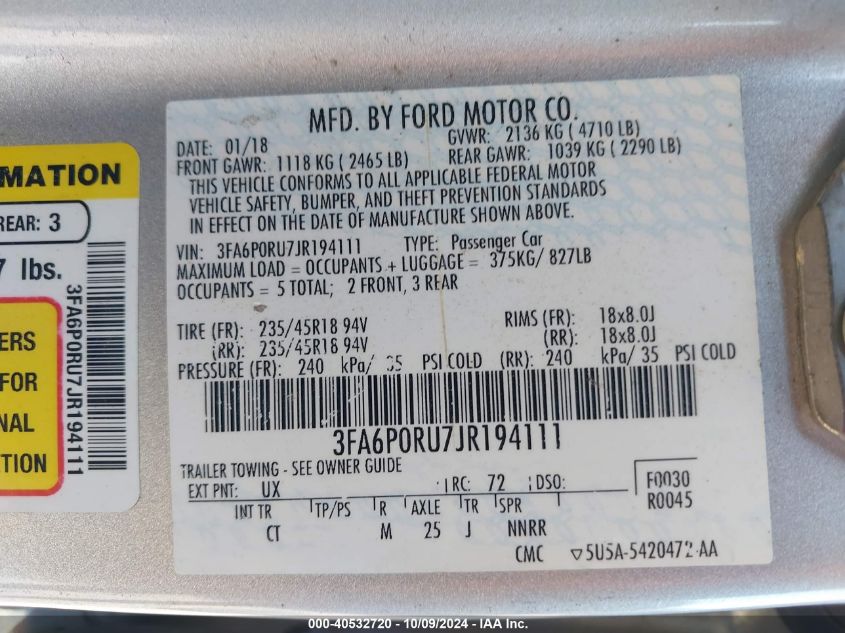 MFD. BY FORD MOTOR CO.
DATE: 01/18 GVWR: 2136 KG ( 4710 LB)
FRONT GAWR: 1118 KG ( 2465 LB) REAR GAWR: 1039 KG ( 2290 LB)
THIS VEHICLE CONFORMS TO ALL APPLICABLE FEDERAL MOTOR
VEHICLE SAFETY, BUMPER, AND THEFT PREVENTION STANDARDS
IN EFFECT ON THE DATE OF MANUFACTURE SHOWN ABOVE.
VIN: 3FA6P0RU7JR194111 TYPE: Passenger Car
MAXIMUM LOAD = OCCUPANTS + LUGGAGE = 375KG/ 827LB
OCCUPANTS = 5 TOTAL; 2 FRONT, 3 REAR
TIRE (FR): 235/45R18 94V RIMS (FR): 18x8.0J
(RR): 235/45R18 94V (RR): 18x8.0J
PRESSURE (FR): 240 kPa/ 35 PSI COLD (RR): 240 kPa/ 35 PSI COLD
3FA6P0RU7JR194111
TRAILER TOWING - SEE OWNER GUIDE
EXT PNT: UX RC: 72 DSO: F0030
R0045
INT TR TP/PS R AXLE TR SPR
CT M 25 J NNRR
CMC ▽5U5A-5420472-AA
RMATION
REAR: 3
7 lbs.
ERS
FOR
NAL
TION
3FA6P0RU7JR194111
000-40532720 - 10/09/2024 - IAA Inc.